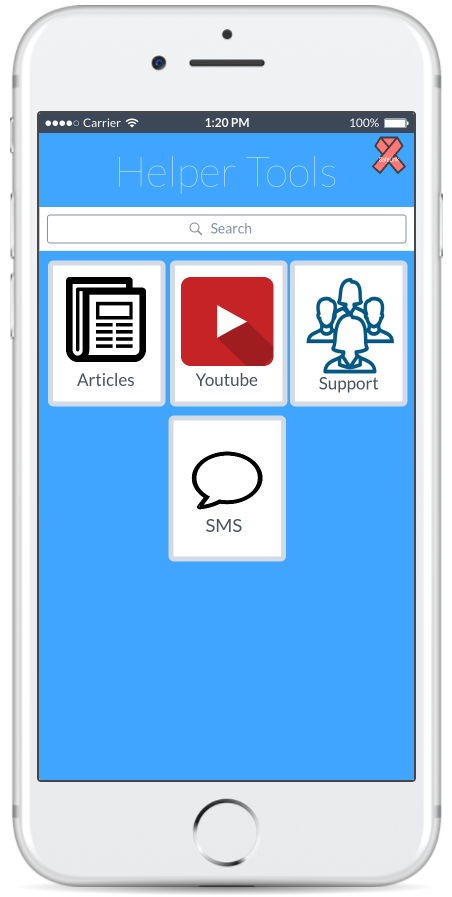 Carrier
1:20 PM
100%
Helper Tools
Search
Articles
Youtube
Support
SMS